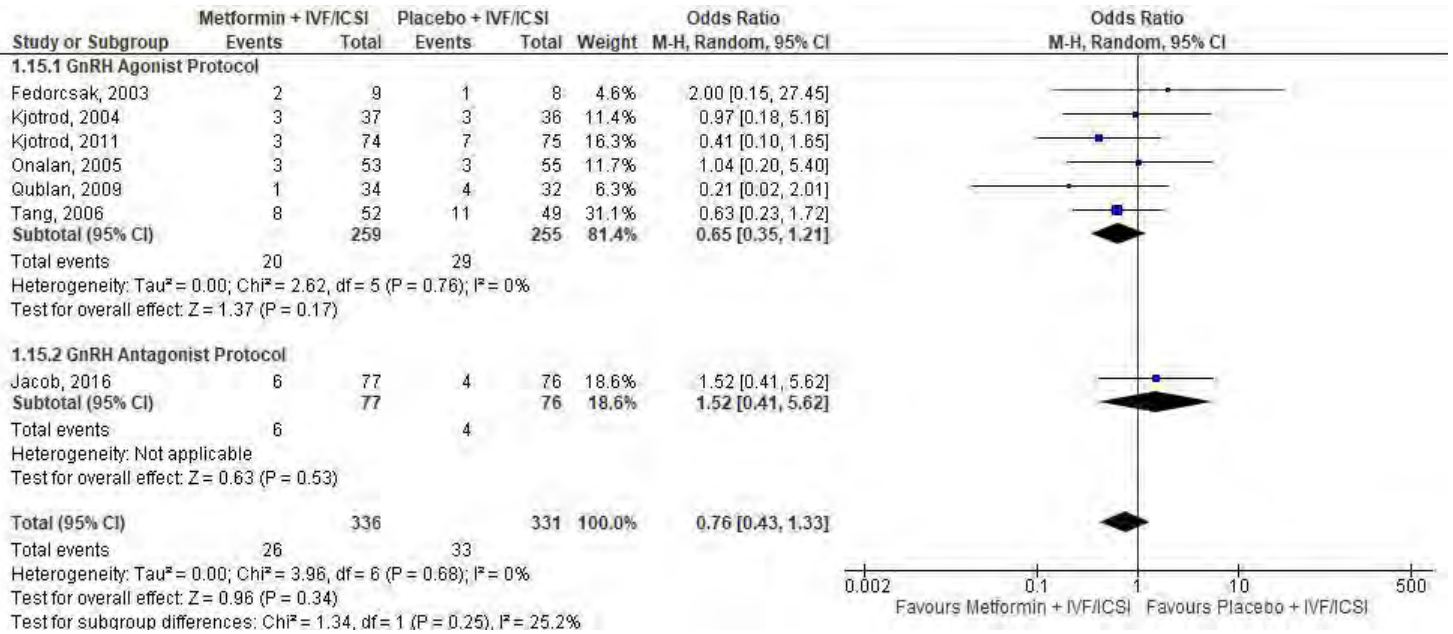 Metformin + IVF/ICSI Placebo + IVF/ICSI Odds Ratio Odds Ratio
Study or Subgroup Events Total Events Total Weight M-H, Random, 95% CI M-H, Random, 95% CI
1.15.1 GnRH Agonist Protocol
Fedorcsak, 2003 2 9 1 8 4.6% 2.00 [0.15, 27.45]
Kjotrod, 2004 3 37 3 36 11.4% 0.97 [0.18, 5.16]
Kjotrod, 2011 3 74 7 75 16.3% 0.41 [0.10, 1.65]
Onalan, 2005 3 53 3 55 11.7% 1.04 [0.20, 5.40]
Qublan, 2009 1 34 4 32 6.3% 0.21 [0.02, 2.01]
Tang, 2006 8 52 11 49 31.1% 0.63 [0.23, 1.72]
Subtotal (95% CI) 259 255 81.4% 0.65 [0.35, 1.21]
Total events 20 29
Heterogeneity: Tau² = 0.00; Chi² = 2.62, df = 5 (P = 0.76); I² = 0%
Test for overall effect: Z = 1.37 (P = 0.17)
1.15.2 GnRH Antagonist Protocol
Jacob, 2016 6 77 4 76 18.6% 1.52 [0.41, 5.62]
Subtotal (95% CI) 77 76 18.6% 1.52 [0.41, 5.62]
Total events 6 4
Heterogeneity: Not applicable
Test for overall effect: Z = 0.63 (P = 0.53)
Total (95% CI) 336 331 100.0% 0.76 [0.43, 1.33]
Total events 26 33
Heterogeneity: Tau² = 0.00; Chi² = 3.96, df = 6 (P = 0.68); I² = 0%
Test for overall effect: Z = 0.96 (P = 0.34)
Test for subgroup differences: Chi² = 1.34, df = 1 (P = 0.25), I² = 25.2%
0.002 0.1 1 10 500
Favours Metformin + IVF/ICSI Favours Placebo + IVF/ICSI